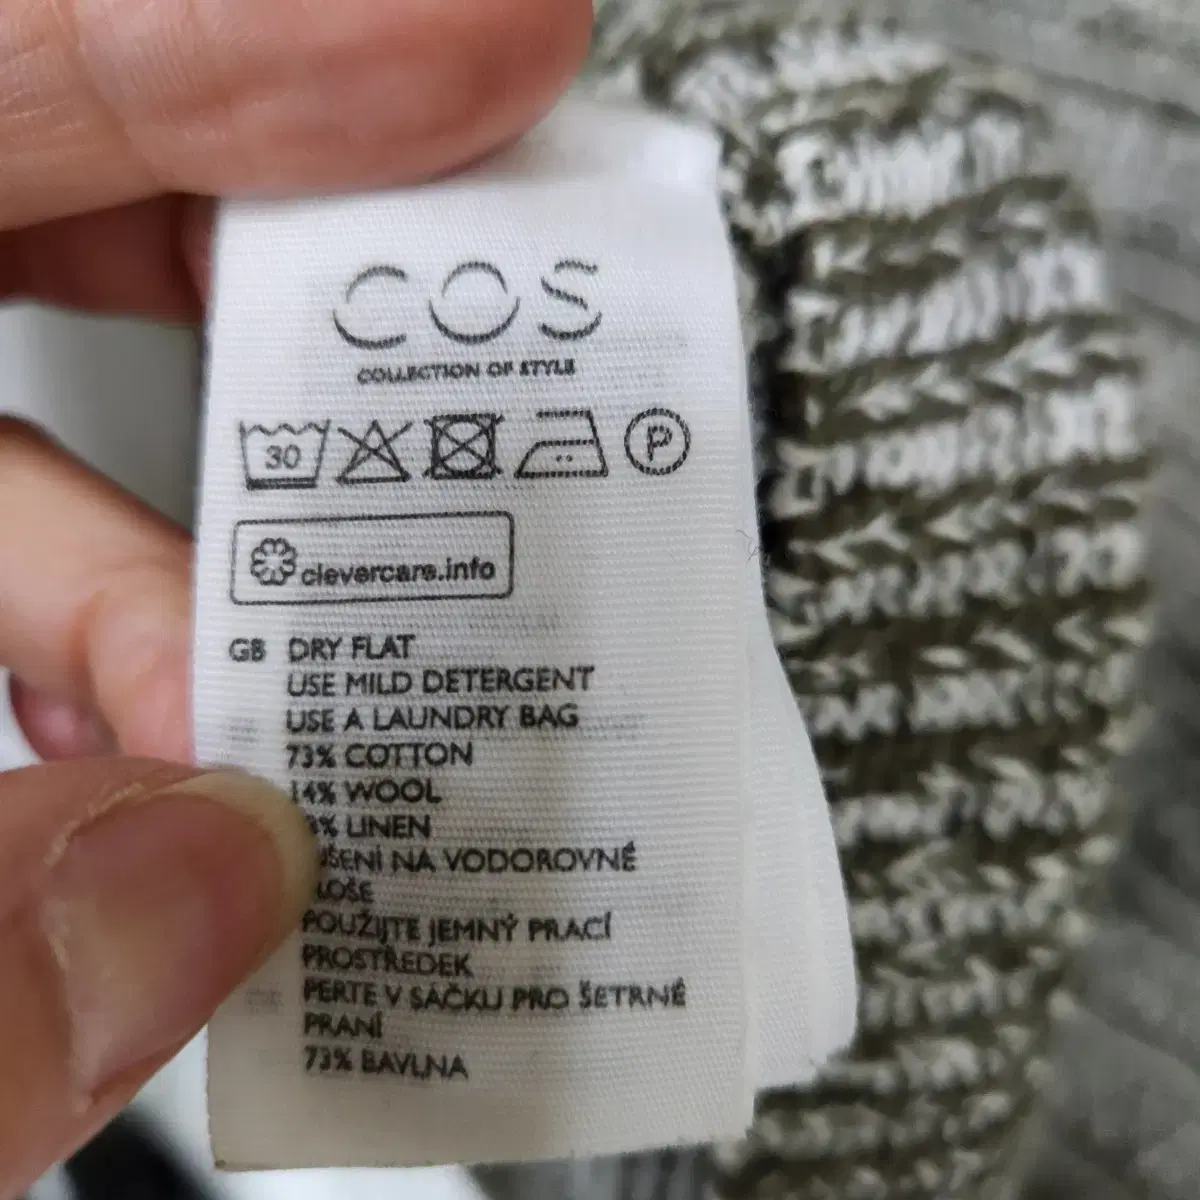 COS
COLLECTION OF STYLE
30 P
clevercare.info
GB DRY FLAT
USE MILD DETERGENT
USE A LAUNDRY BAG
73% COTTON
14% WOOL
% LINEN
NA VODOROVNÉ
POUŽIJTE JEMNÝ PRACÍ
PROSTŘEDEK
PERTE V SÁČKU PRO ŠETRNÉ
PRANÍ
73% BAVLNA